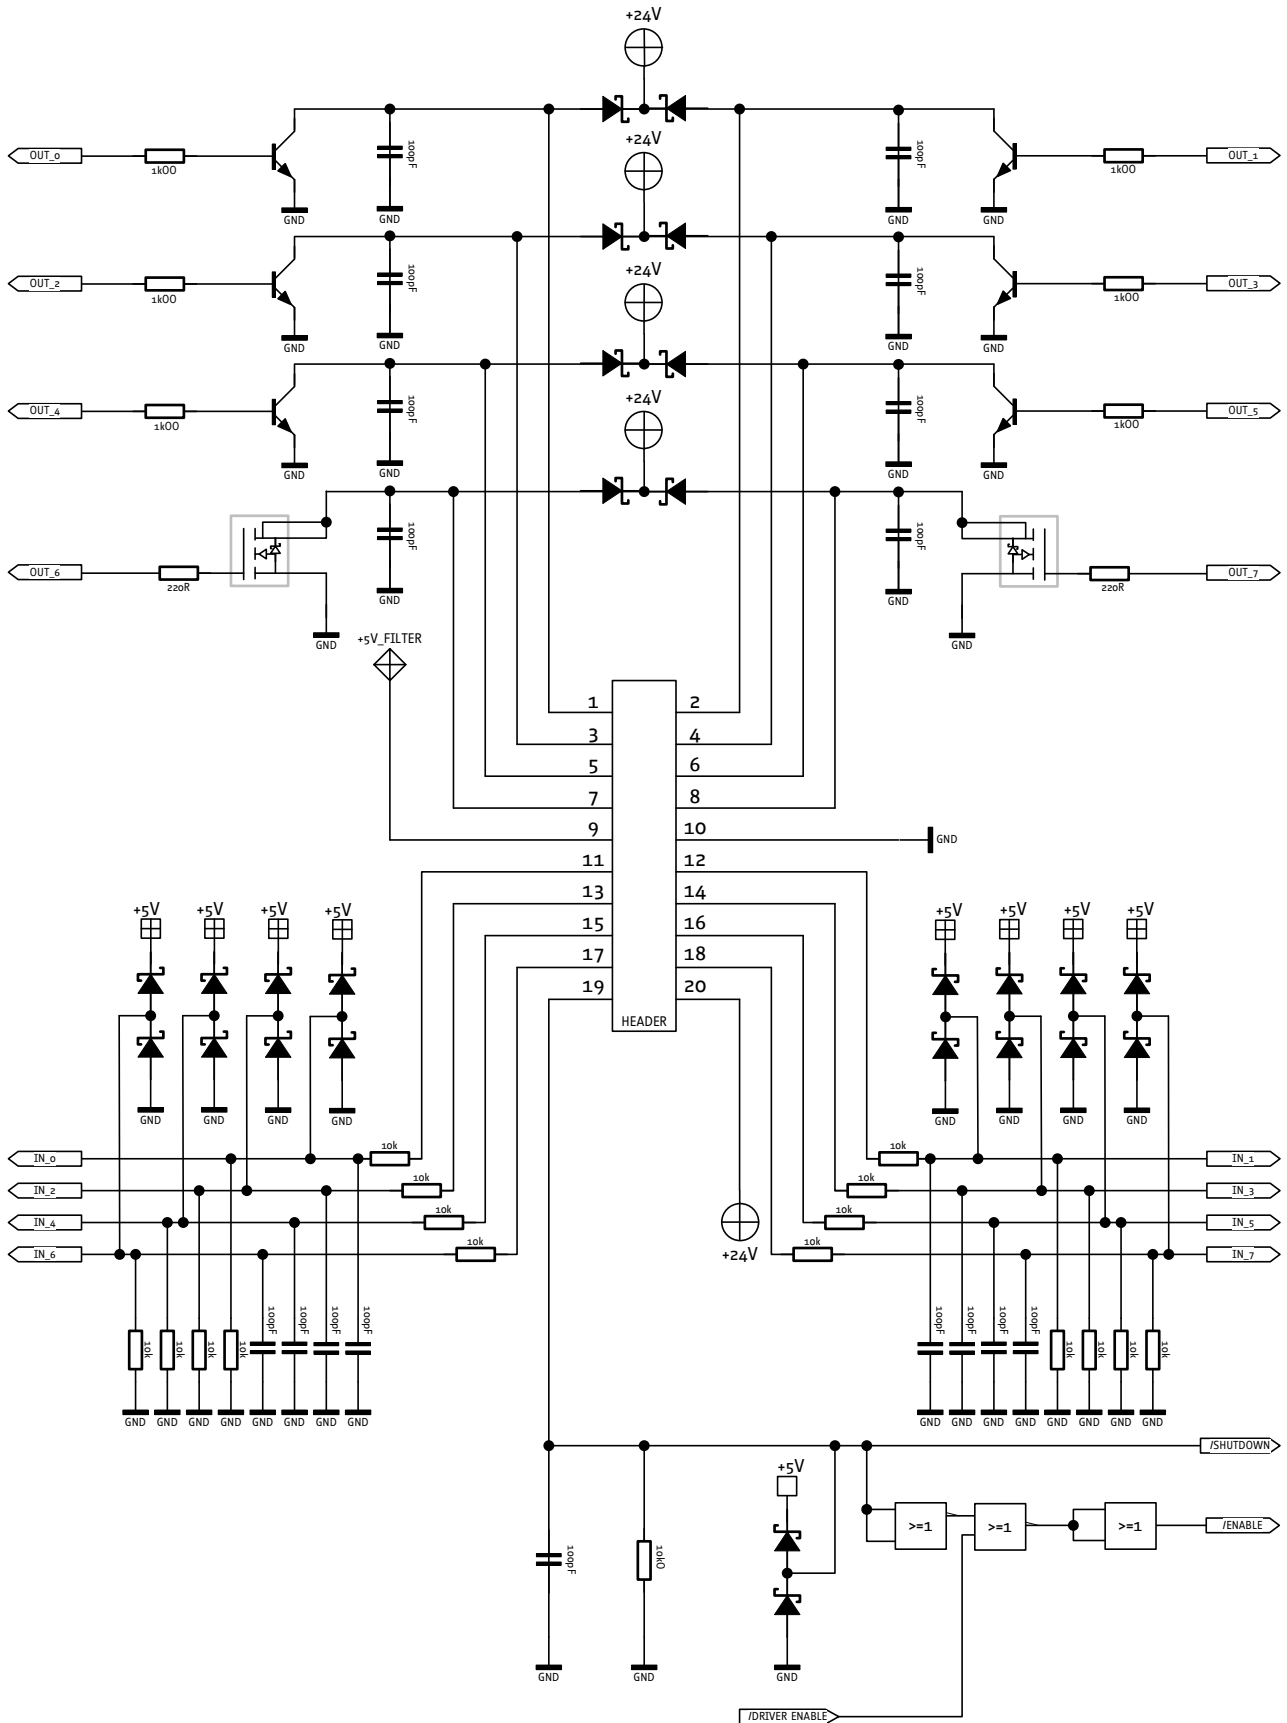 +24V
OUT_0
1k00
GND
100pF
GND
+24V
100pF
GND
GND
1k00
OUT_1
OUT_2
1k00
GND
100pF
GND
+24V
100pF
GND
GND
1k00
OUT_3
OUT_4
1k00
GND
100pF
GND
+24V
100pF
GND
GND
1k00
OUT_5
OUT_6
220R
GND
100pF
GND
100pF
GND
GND
220R
OUT_7
+5V_FILTER
1 2
3 4
5 6
7 8
9 10
GND
11 12
13 14
15 16
17 18
19 20
HEADER
+5V +5V +5V +5V
+5V +5V +5V +5V
GND GND GND GND
GND GND GND GND
IN_0 10k
10k IN_1
IN_2 10k
10k IN_3
IN_4 10k
10k IN_5
IN_6 10k
10k IN_7
+24V
10k 10k 10k 10k 100pF 100pF 100pF 100pF
100pF 100pF 100pF 100pF 10k 10k 10k 10k
GND GND GND GND GND GND GND GND
GND GND GND GND GND GND GND GND
/SHUTDOWN
+5V
>=1 >=1 >=1
/ENABLE
100pF
10k0
GND GND GND
/DRIVER ENABLE